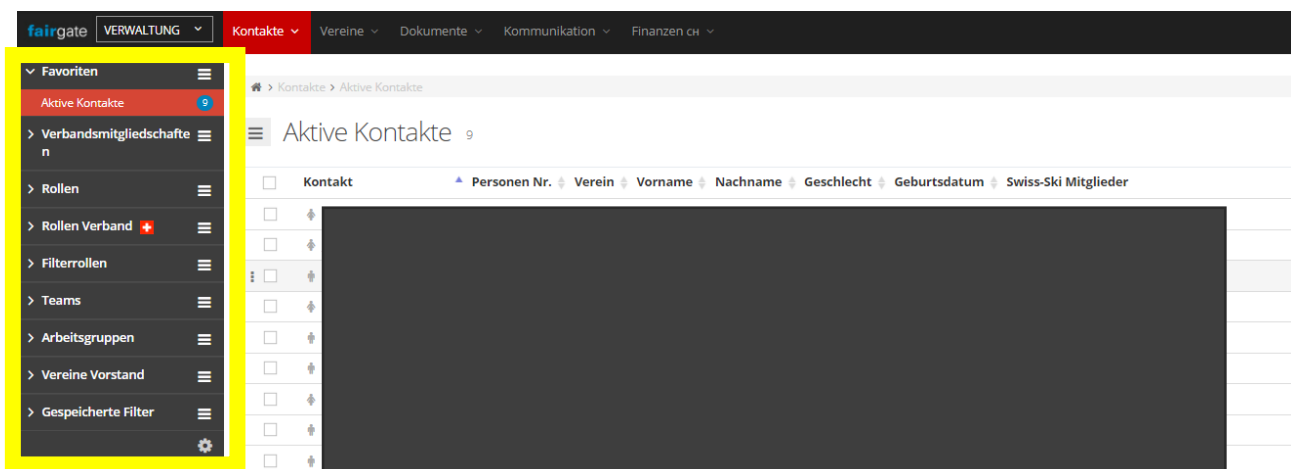 fairgate VERWALTUNG Kontakte Vereine Dokumente Kommunikation Finanzen CH
Favoriten
Aktive Kontakte 9
Verbandsmitgliedschafte
n
Rollen
Rollen Verband
Filterrollen
Teams
Arbeitsgruppen
Vereine Vorstand
Gespeicherte Filter
> Kontakte > Aktive Kontakte
Aktive Kontakte 9
Kontakt Personen Nr. Verein Vorname Nachname Geschlecht Geburtsdatum Swiss-Ski Mitglieder